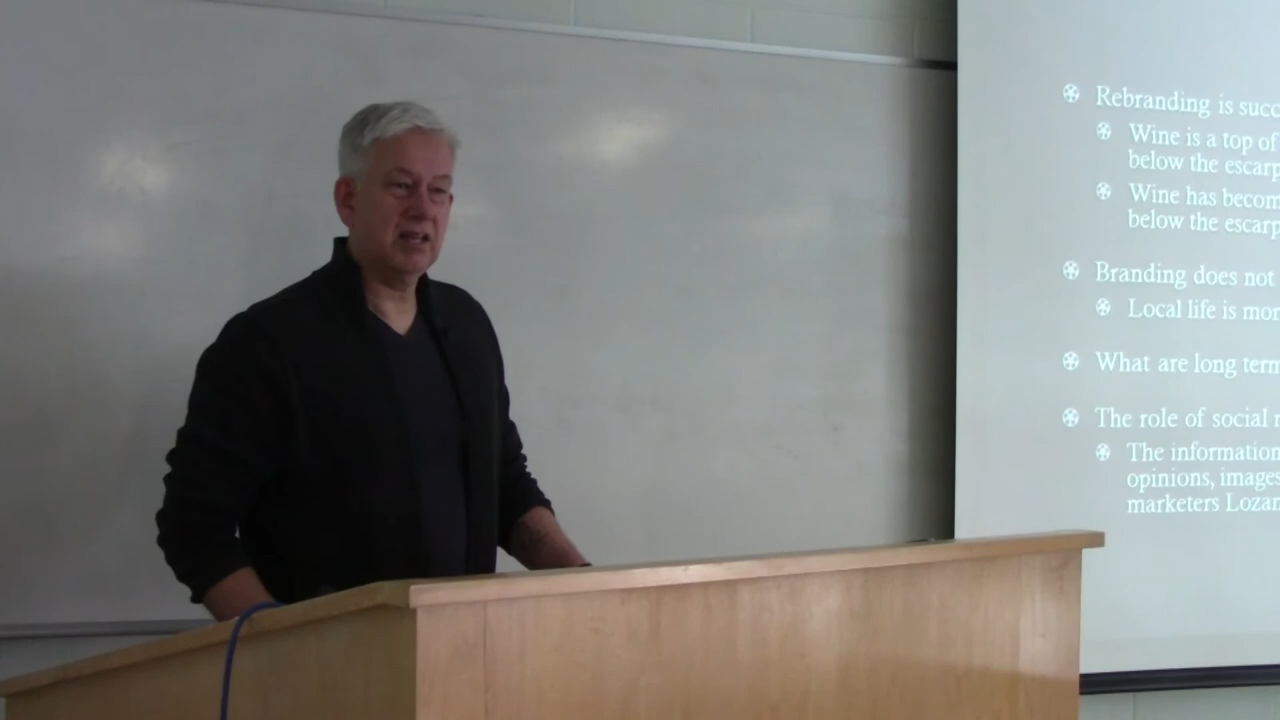 Rebranding is succ
Wine is a top of
below the escarp
Wine has becom
below the escarp
Branding does not
Local life is mor
What are long term
The role of social
The information
opinions, images
marketers Lozan